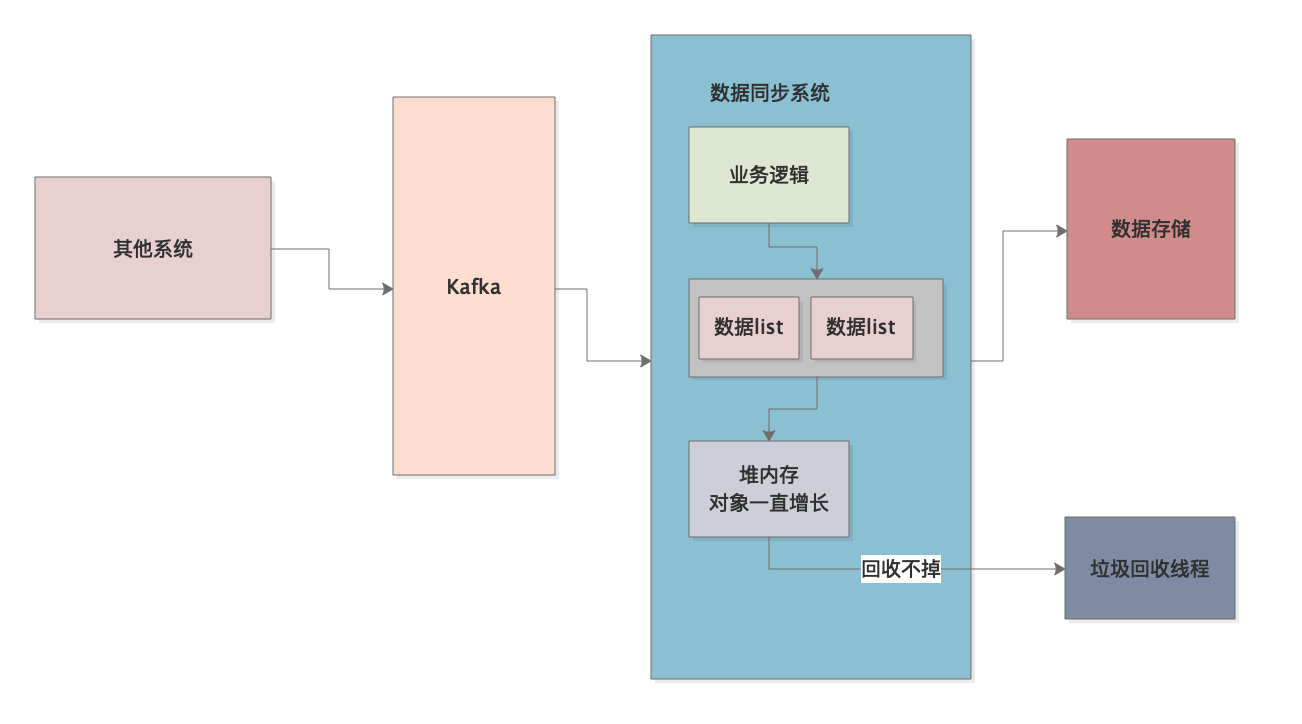 其他系统
Kafka
数据同步系统
业务逻辑
数据list
数据list
堆内存
对象一直增长
回收不掉
数据存储
垃圾回收线程